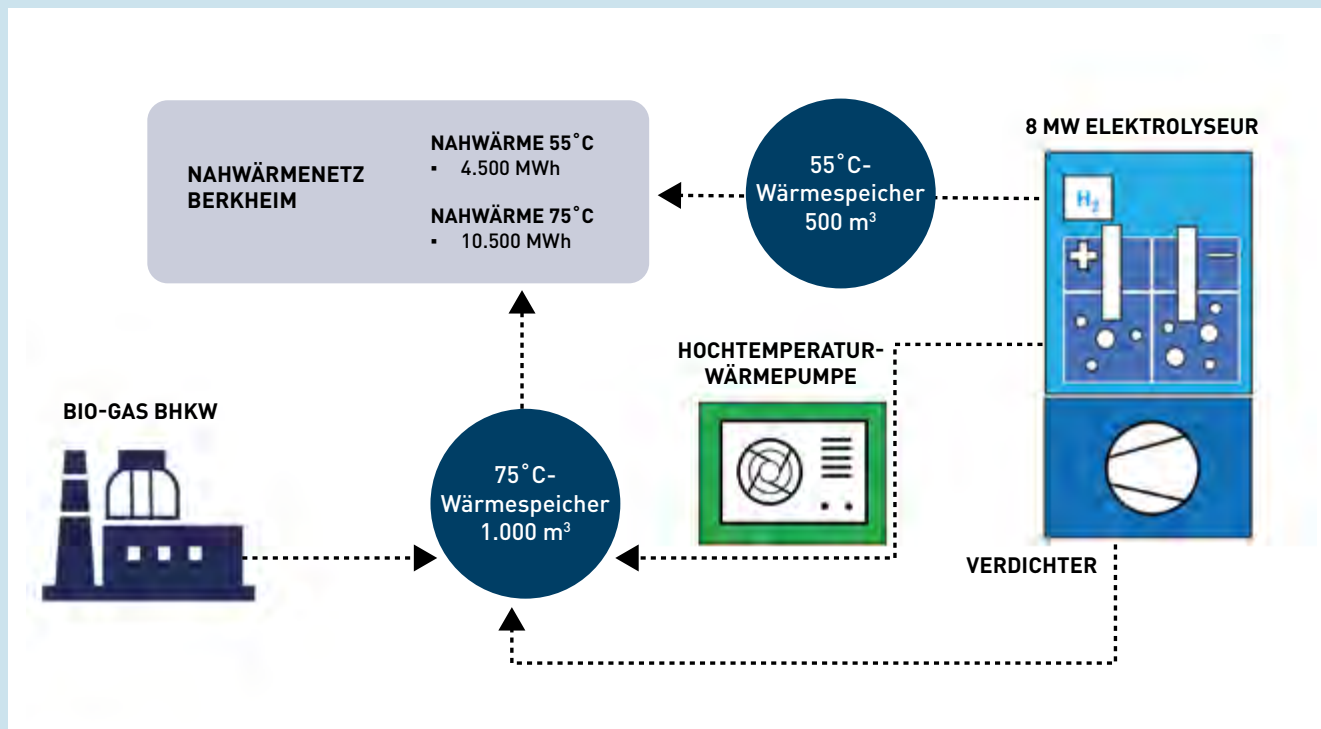 NAHWÄRMENETZ
BERKHEIM
NAHWÄRME 55°C
▪ 4.500 MWh
NAHWÄRME 75°C
▪ 10.500 MWh
55°C-
Wärmespeicher
500 m³
8 MW ELEKTROLYSEUR
H₂
+
−
HOCHTEMPERATUR-
WÄRMEPUMPE
BIO-GAS BHKW
75°C-
Wärmespeicher
1.000 m³
VERDICHTER